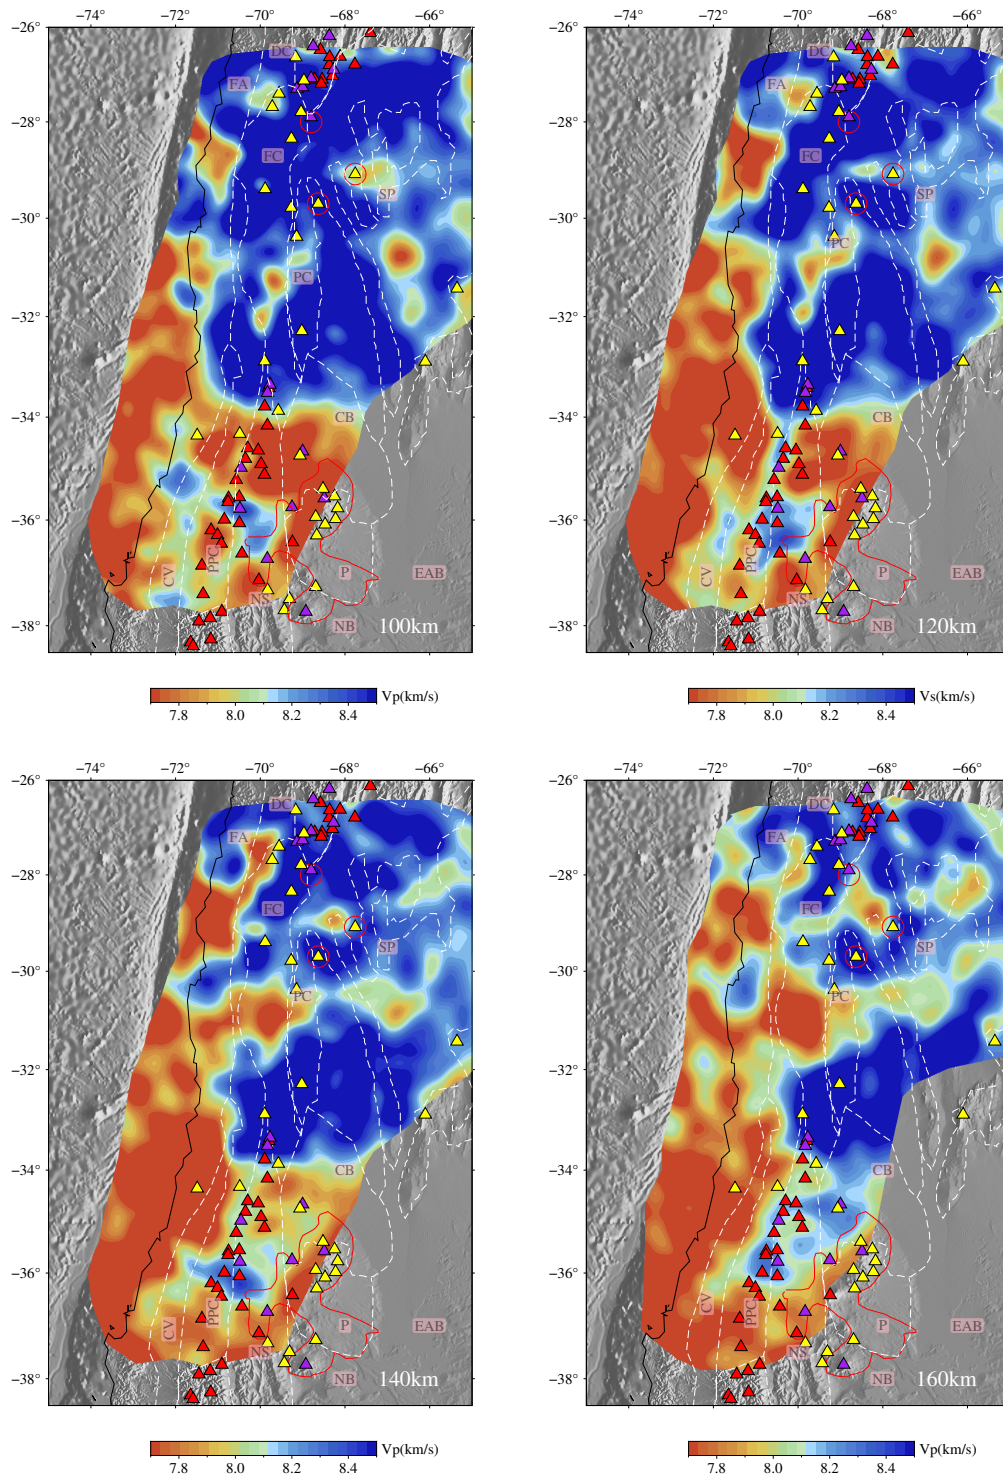 −74° −72° −70° −68° −66°
−26°
−28°
−30°
−32°
−34°
−36°
−38°
DC
FA
FC
SP
PC
CB
CV
PPC
NS
P
EAB
NB
100km
7.8 8.0 8.2 8.4
Vp(km/s)
−74° −72° −70° −68° −66°
−26°
−28°
−30°
−32°
−34°
−36°
−38°
DC
FA
FC
SP
PC
CB
CV
PPC
NS
P
EAB
NB
120km
7.8 8.0 8.2 8.4
Vs(km/s)
−74° −72° −70° −68° −66°
−26°
−28°
−30°
−32°
−34°
−36°
−38°
DC
FA
FC
SP
PC
CB
CV
PPC
NS
P
EAB
NB
140km
7.8 8.0 8.2 8.4
Vp(km/s)
−74° −72° −70° −68° −66°
−26°
−28°
−30°
−32°
−34°
−36°
−38°
DC
FA
FC
SP
PC
CB
CV
PPC
NS
P
EAB
NB
160km
7.8 8.0 8.2 8.4
Vp(km/s)